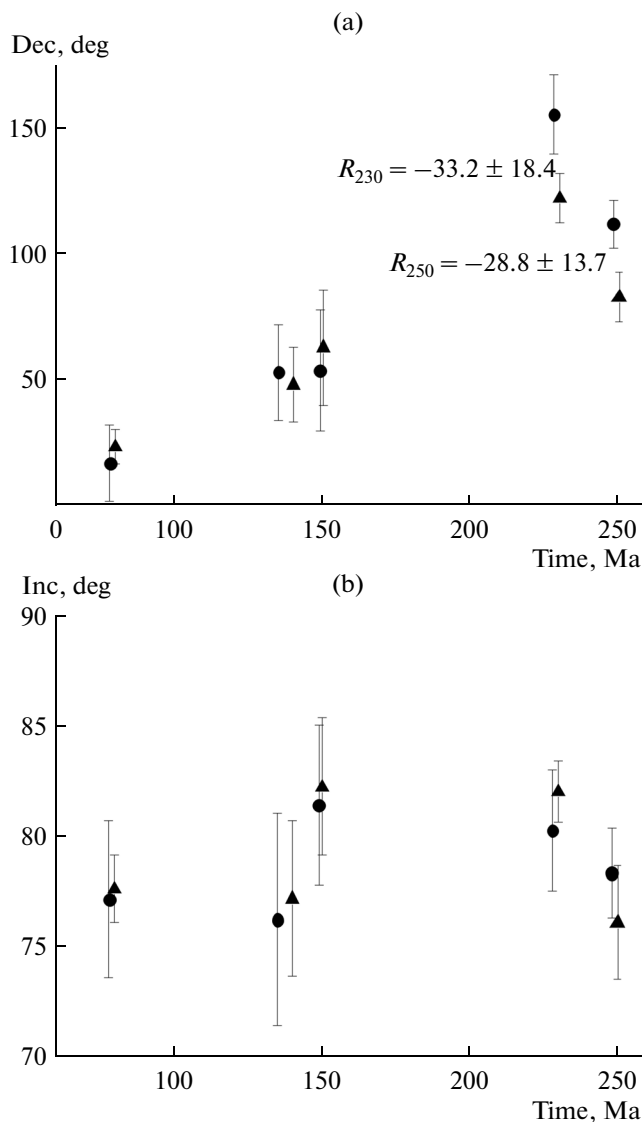 (a)
Dec, deg
150
R₂₃₀ = −33.2 ± 18.4
100
R₂₅₀ = −28.8 ± 13.7
50
0 100 150 200 250
Time, Ma
Inc, deg (b)
90
85
80
75
70
100 150 200 250
Time, Ma